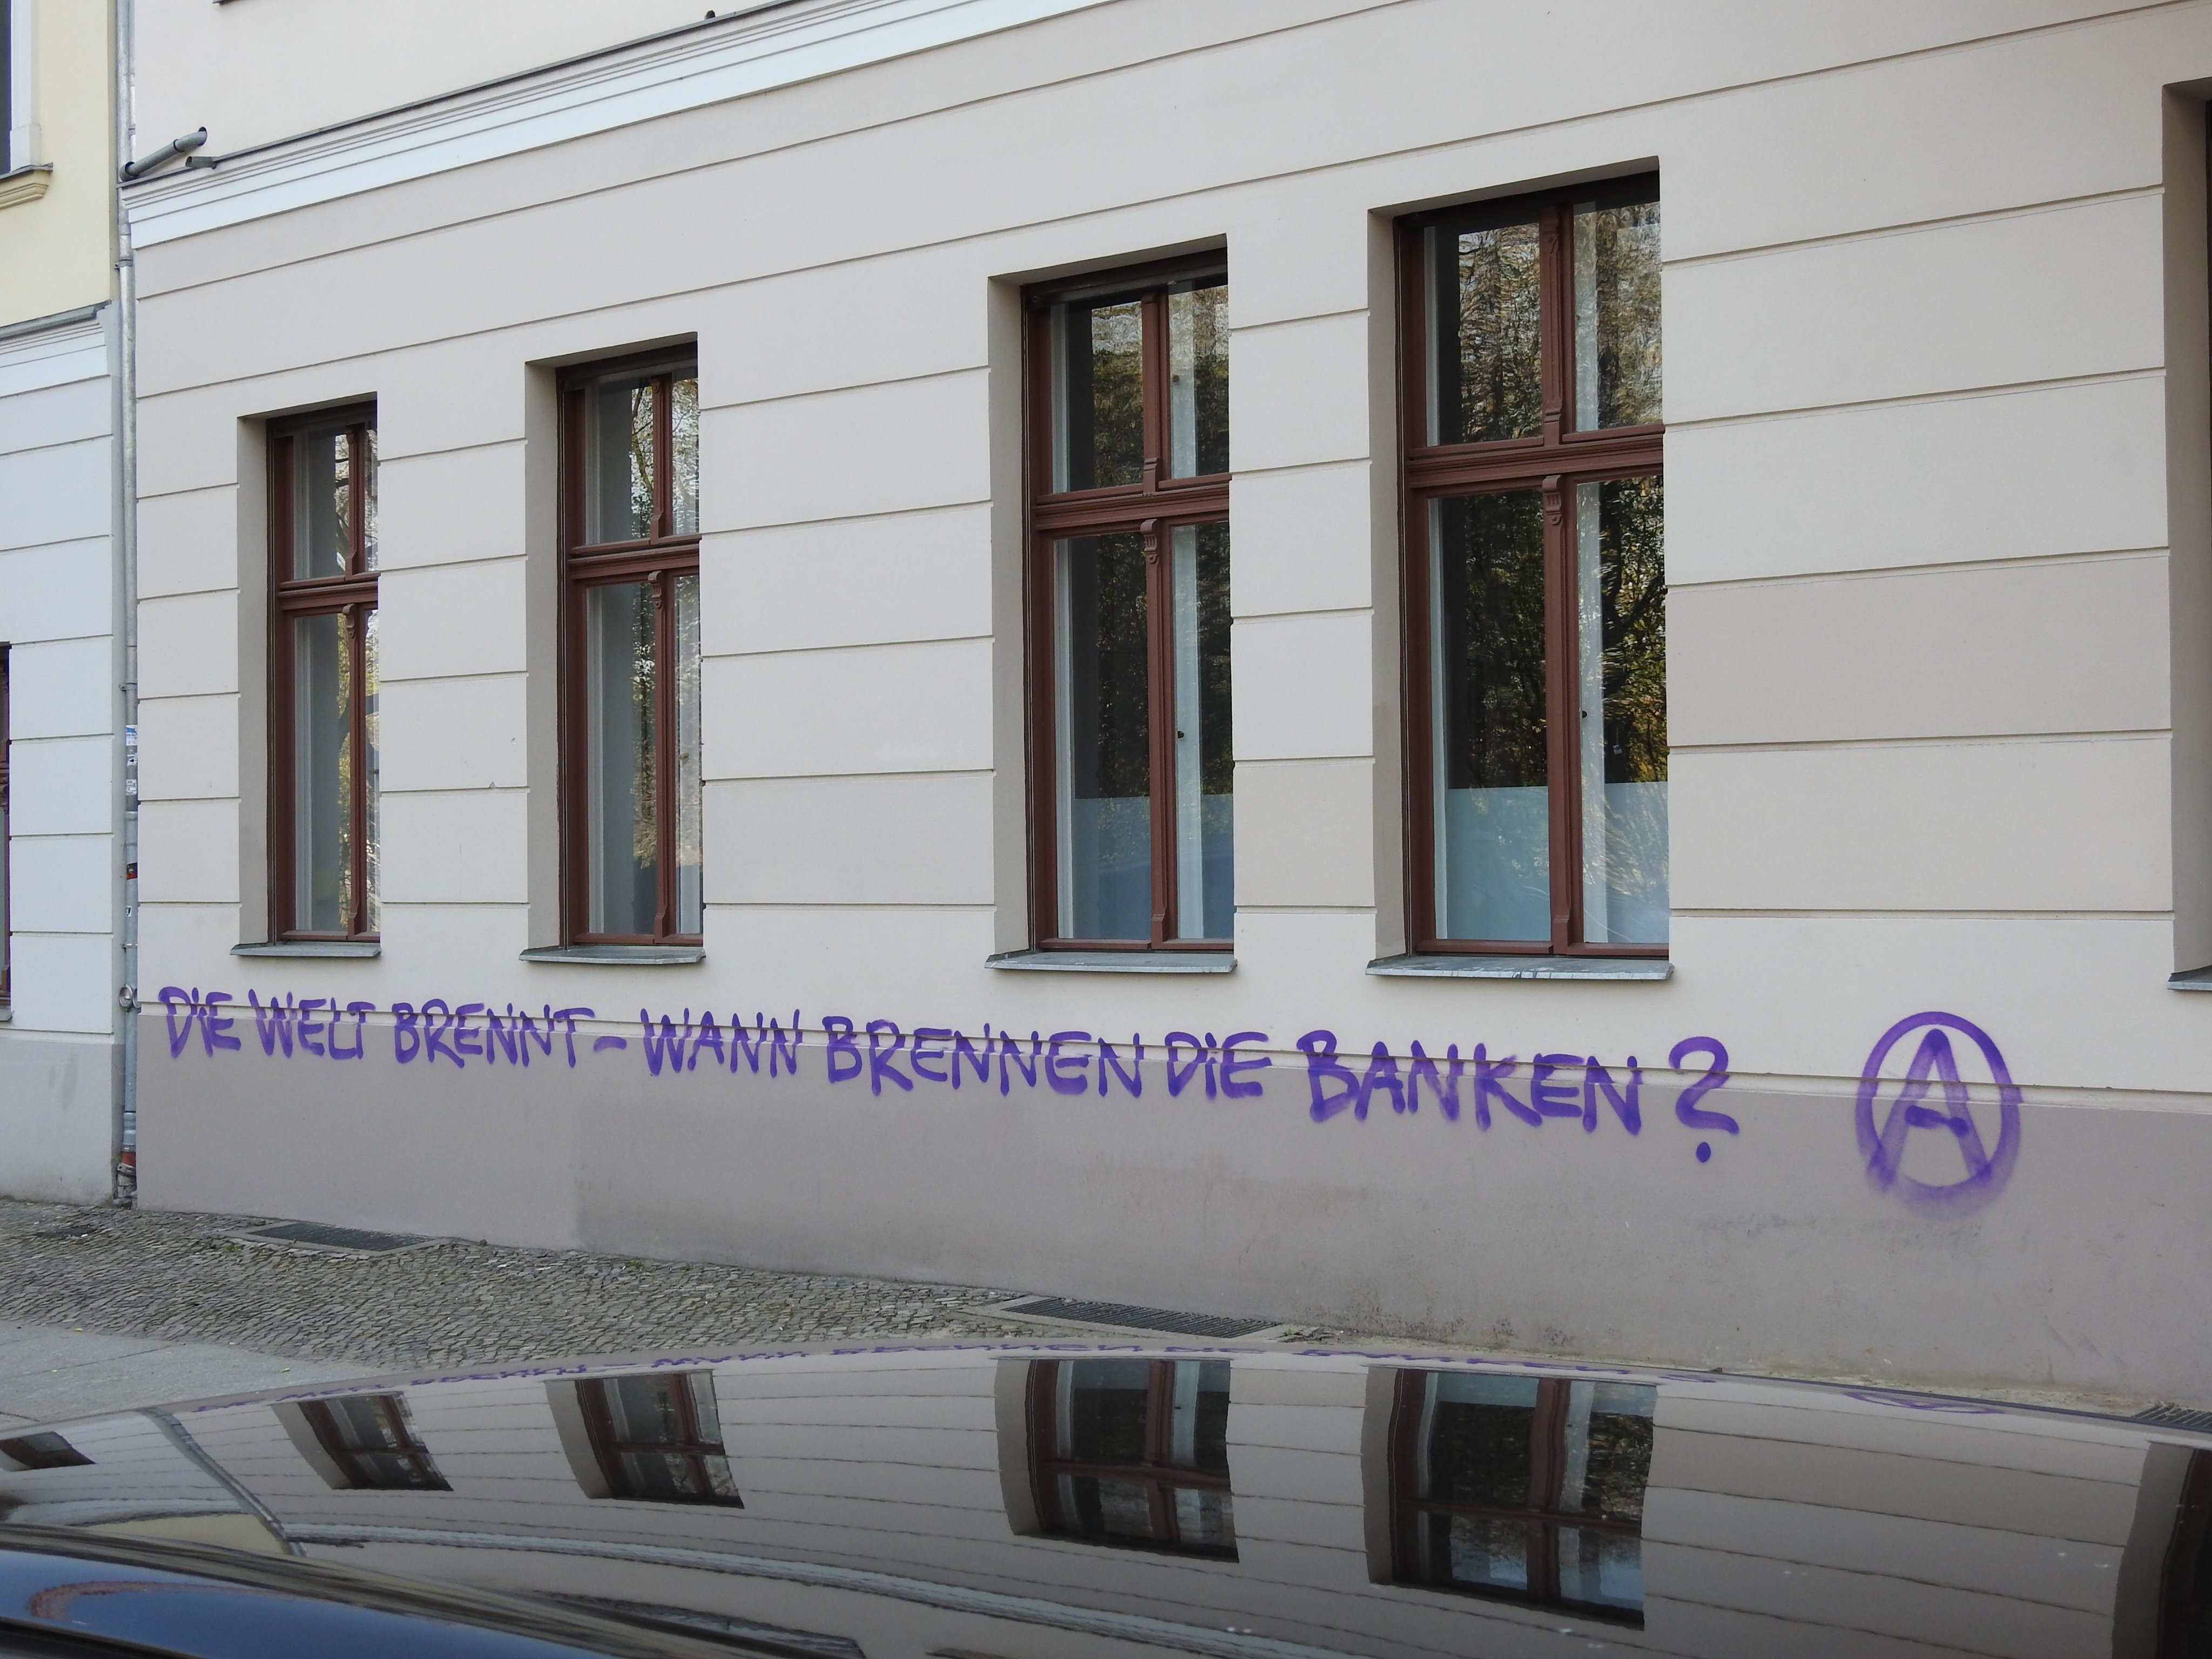 DIE WELT BRENNT – WANN BRENNEN DIE BANKEN? Ⓐ